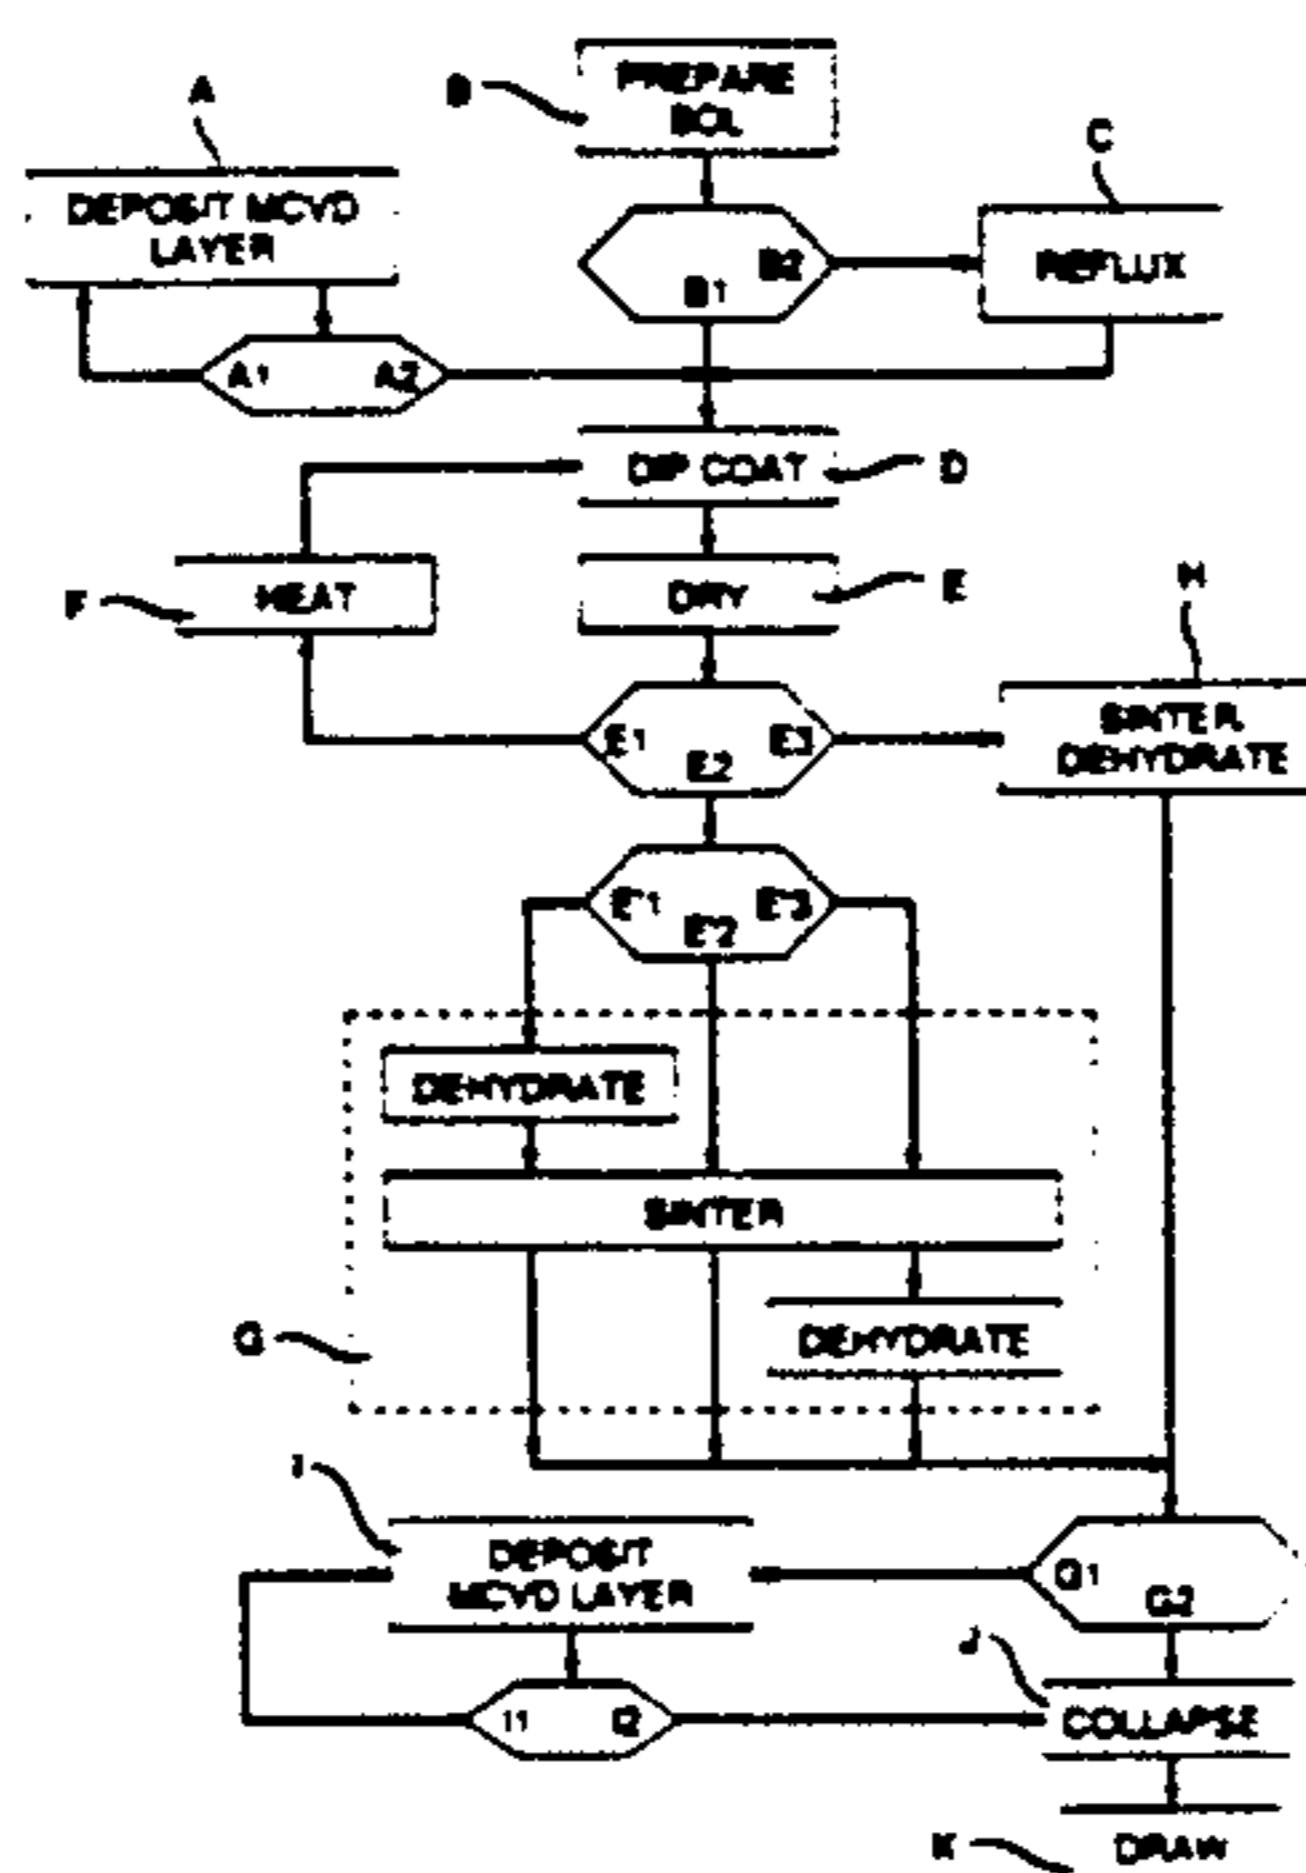 A
B
PREPARE
SOL
C
DEPOSIT MCVD
LAYER
B2
B1
REFLUX
A1
A2
DIP COAT
D
HEAT
F
DRY
E
H
E1
E2
E3
SINTER
DEHYDRATE
E'1
E'2
E'3
DEHYDRATE
SINTER
G
DEHYDRATE
I
DEPOSIT
MCVD LAYER
G1
G2
J
I1
I2
COLLAPSE
K
DRAW